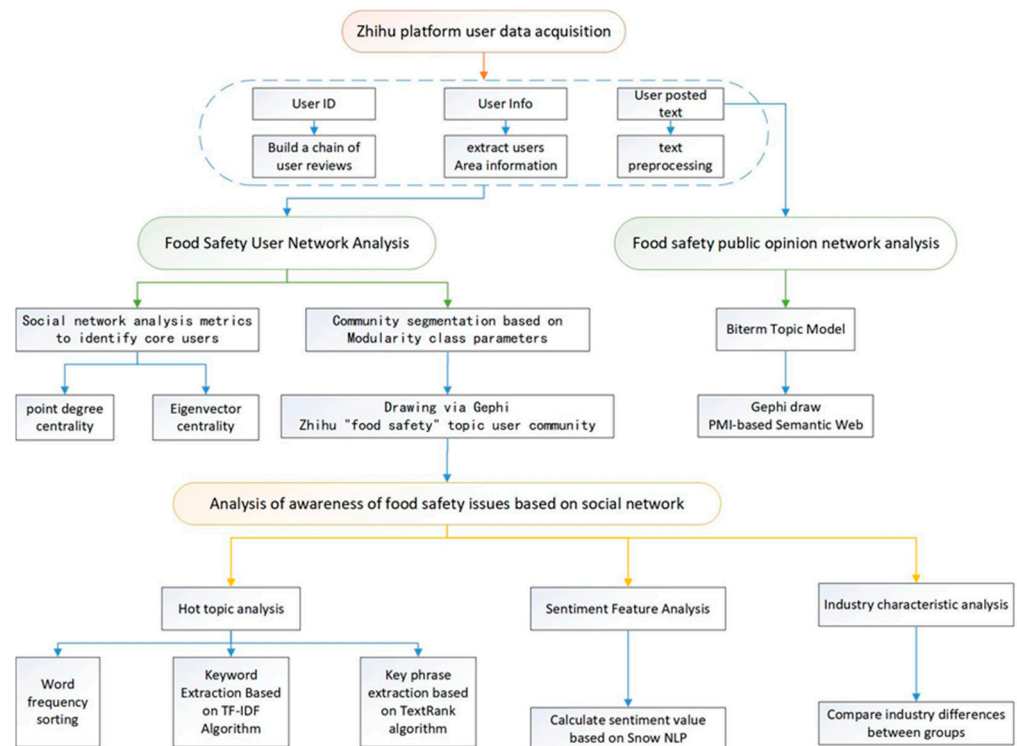 Zhihu platform user data acquisition
User ID
User Info
User posted
text
Build a chain of
user reviews
extract users
Area information
text
preprocessing
Food Safety User Network Analysis
Food safety public opinion network analysis
Social network analysis metrics
to identify core users
Community segmentation based on
Modularity class parameters
Biterm Topic Model
point degree
centrality
Eigenvector
centrality
Drawing via Gephi
Zhihu "food safety" topic user community
Gephi draw
PMI-based Semantic Web
Analysis of awareness of food safety issues based on social network
Hot topic analysis
Sentiment Feature Analysis
Industry characteristic analysis
Word
frequency
sorting
Keyword
Extraction Based
on TF-IDF
Algorithm
Key phrase
extraction based
on TextRank
algorithm
Calculate sentiment value
based on Snow NLP
Compare industry differences
between groups